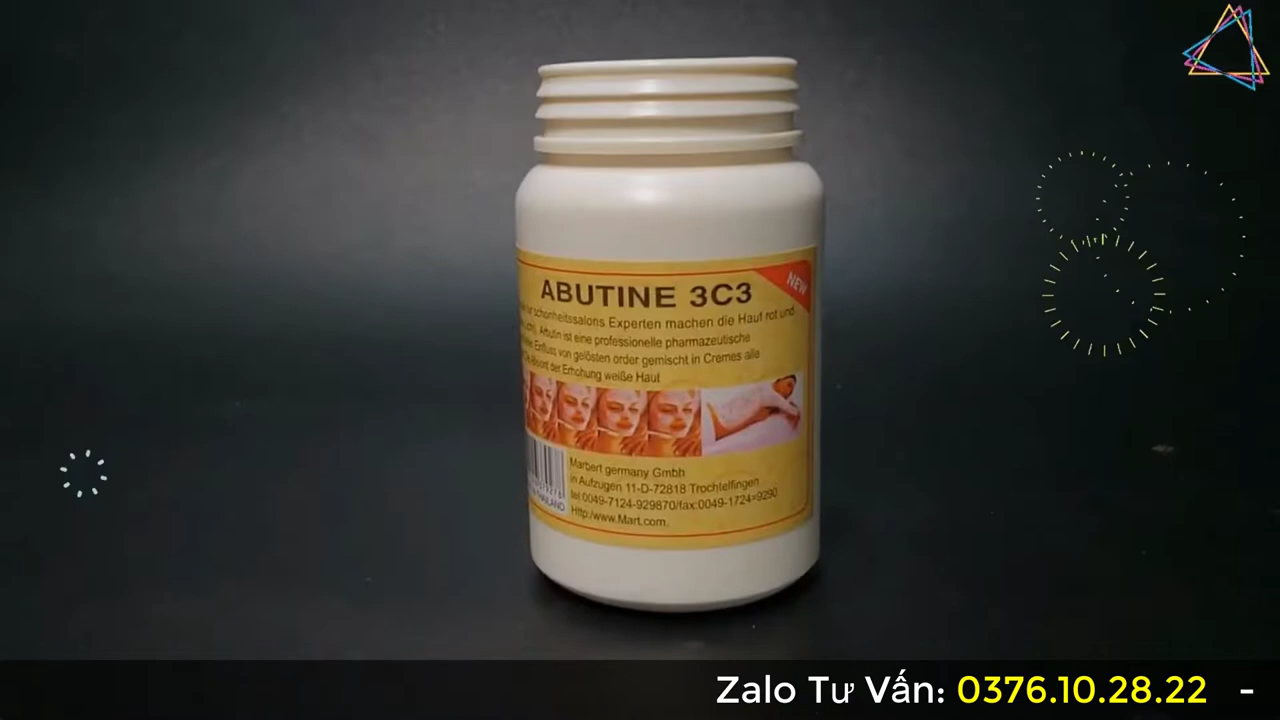 NEW
ABUTINE 3C3
schonheitssalons Experten machen die Haut rot und
Arbutin ist eine professionelle pharmazeutische
Einfluss von gelösten order gemischt in Cremes alle
der Erhohung weiße Haut
Marbert germany Gmbh
in Aufzugen 11-D-72818 Trochtelfingen
tel:0049-7124-929870/fax:0049-1724=9290
Http:/www.Mart.com.
THAILAND
Zalo Tư Vấn: 0376.10.28.22 -